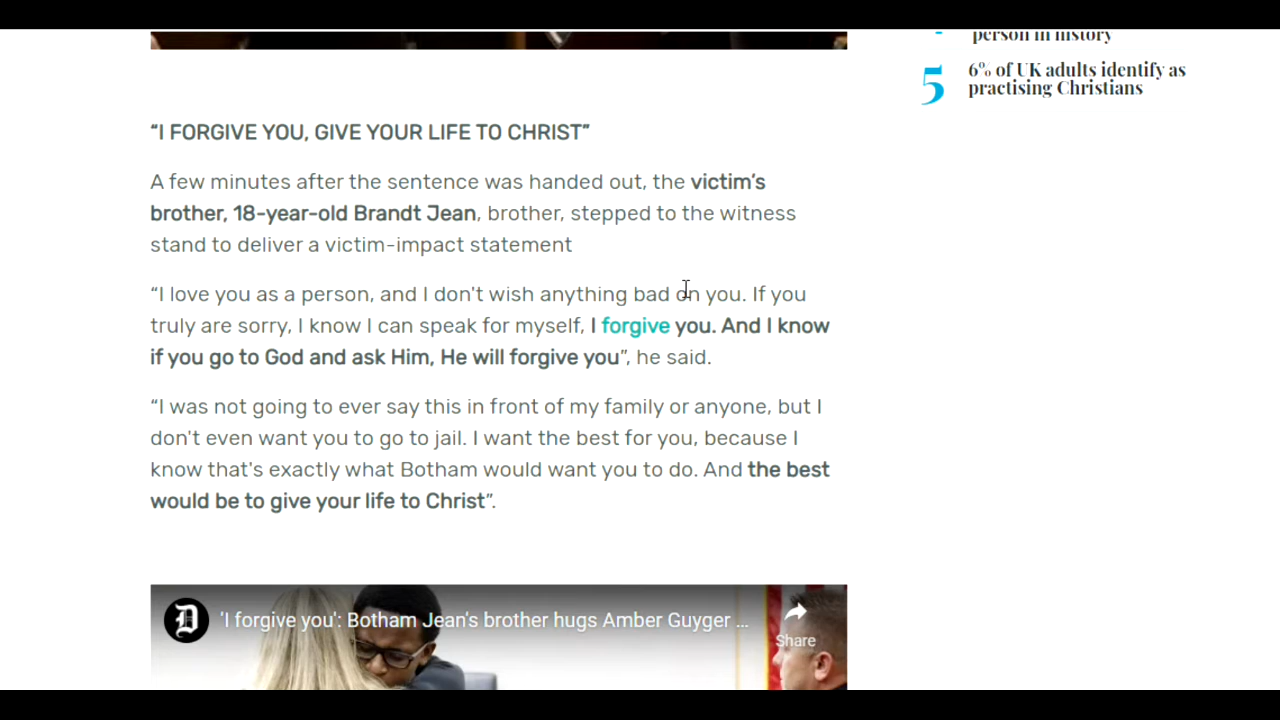 person in history
5 6% of UK adults identify as
practising Christians
“I FORGIVE YOU, GIVE YOUR LIFE TO CHRIST”
A few minutes after the sentence was handed out, the victim’s
brother, 18-year-old Brandt Jean, brother, stepped to the witness
stand to deliver a victim-impact statement
“I love you as a person, and I don't wish anything bad on you. If you
truly are sorry, I know I can speak for myself, I forgive you. And I know
if you go to God and ask Him, He will forgive you”, he said.
“I was not going to ever say this in front of my family or anyone, but I
don't even want you to go to jail. I want the best for you, because I
know that's exactly what Botham would want you to do. And the best
would be to give your life to Christ”.
D 'I forgive you': Botham Jean's brother hugs Amber Guyger ...
Share